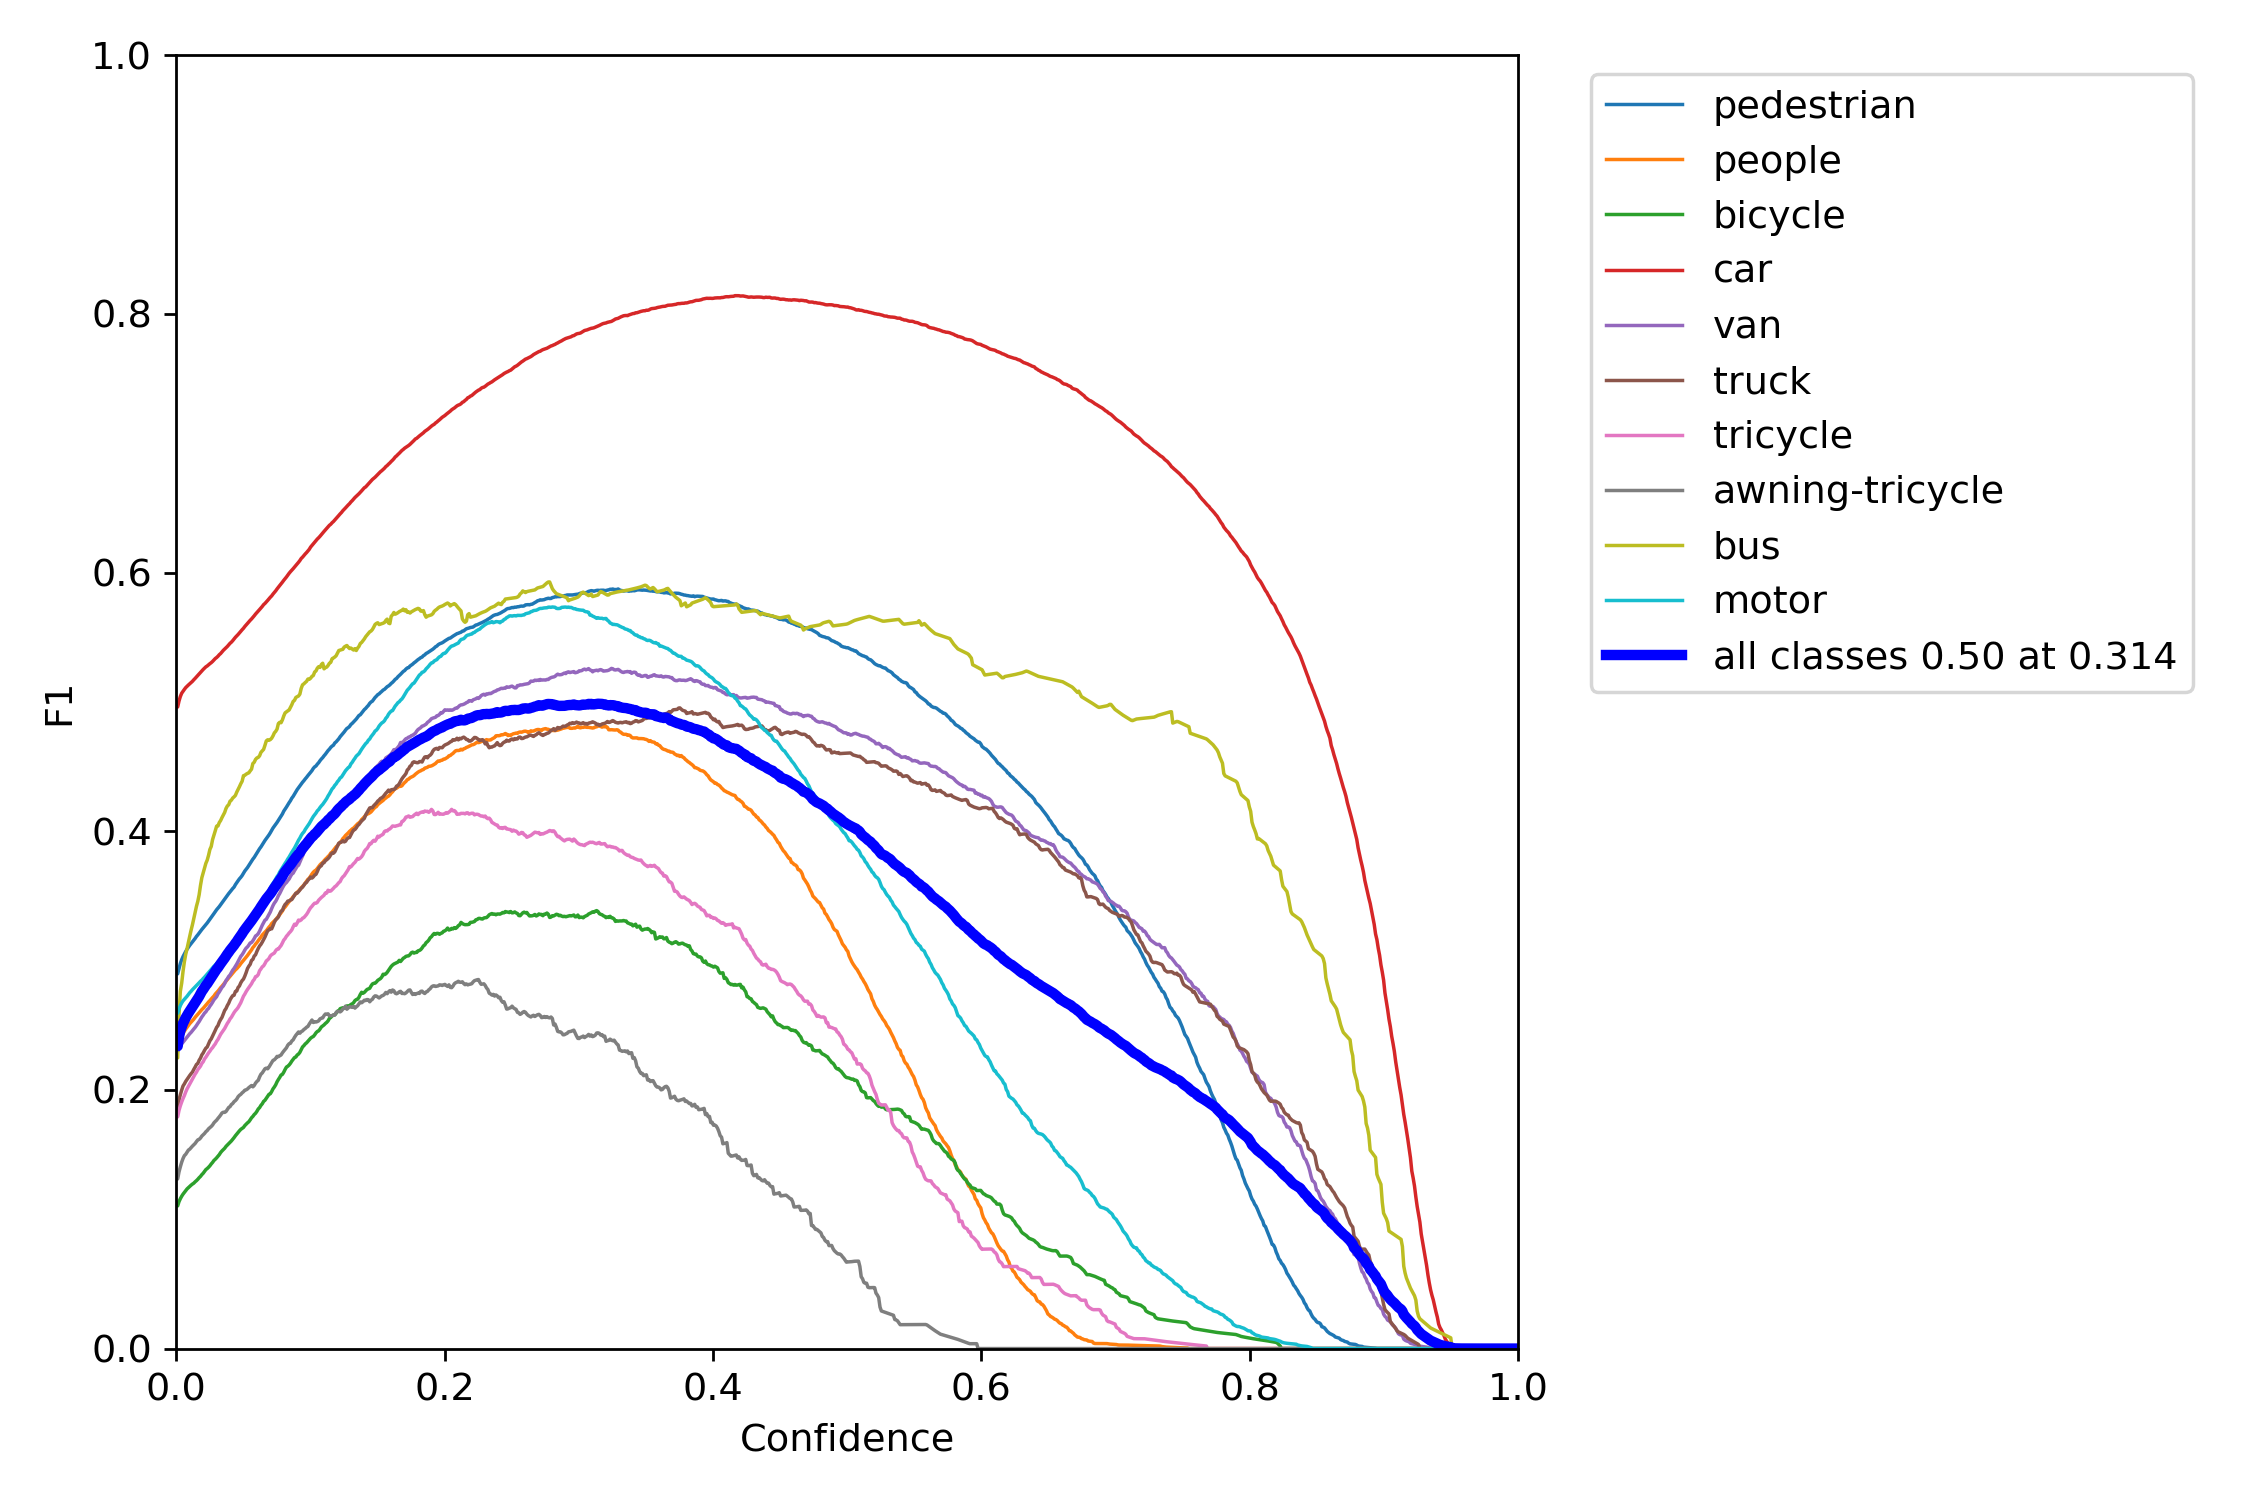 1.0
0.8
0.6
0.4
0.2
0.0
F1
0.0 0.2 0.4 0.6 0.8 1.0
Confidence
pedestrian
people
bicycle
car
van
truck
tricycle
awning-tricycle
bus
motor
all classes 0.50 at 0.314